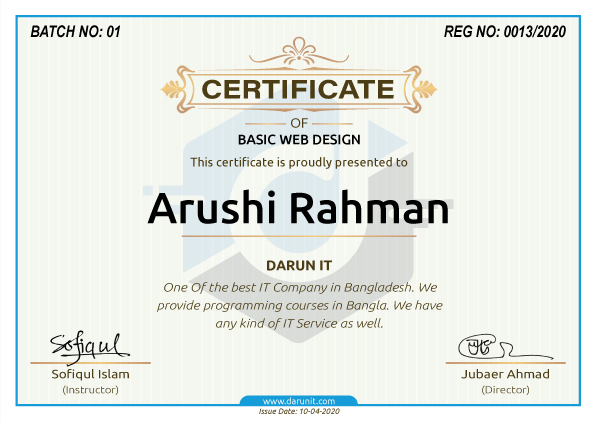 BATCH NO: 01
REG NO: 0013/2020
CERTIFICATE
OF
BASIC WEB DESIGN
This certificate is proudly presented to
Arushi Rahman
DARUN IT
One Of the best IT Company in Bangladesh. We
provide programming courses in Bangla. We have
any kind of IT Service as well.
Sofiqul
Sofiqul Islam
(Instructor)
Jubaer Ahmad
(Director)
www.darunit.com
Issue Date: 10-04-2020